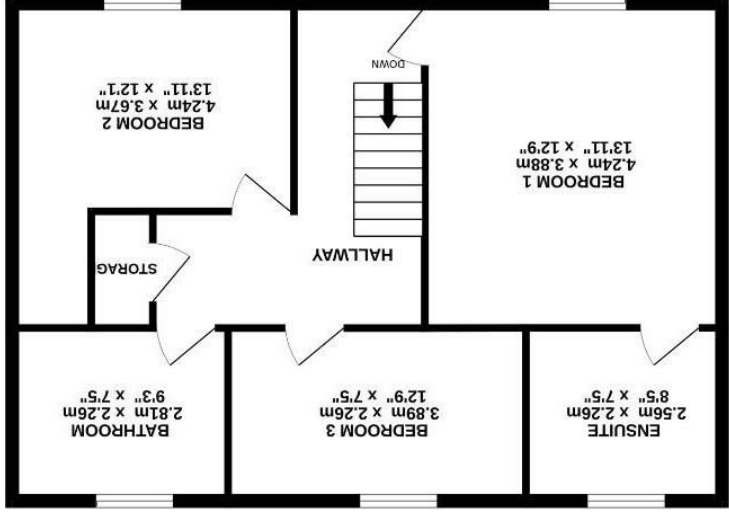 ENSUITE
2.56m x 2.26m
8'5" x 7'5"
BEDROOM 3
3.89m x 2.26m
12'9" x 7'5"
BATHROOM
2.81m x 2.26m
9'3" x 7'5"
STORAG
HALLWAY
BEDROOM 1
4.24m x 3.88m
13'11" x 12'9"
BEDROOM 2
4.24m x 3.67m
13'11" x 12'1"
DOWN